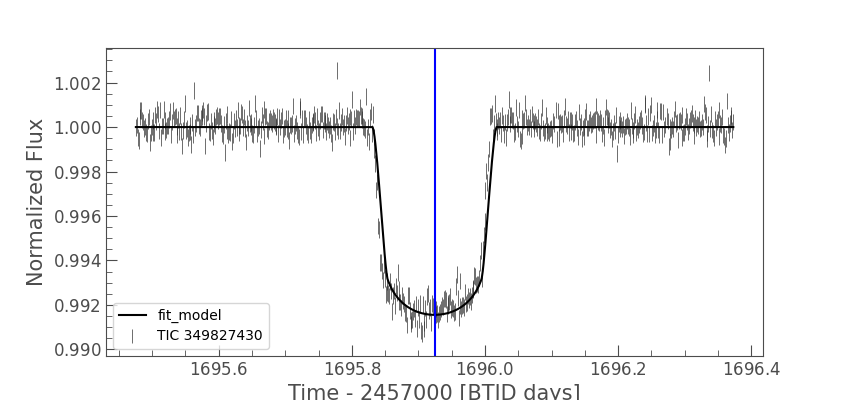 Normalized Flux
1.002
1.000
0.998
0.996
0.994
0.992
0.990
fit_model
TIC 349827430
1695.6 1695.8 1696.0 1696.2 1696.4
Time - 2457000 [BTJD days]